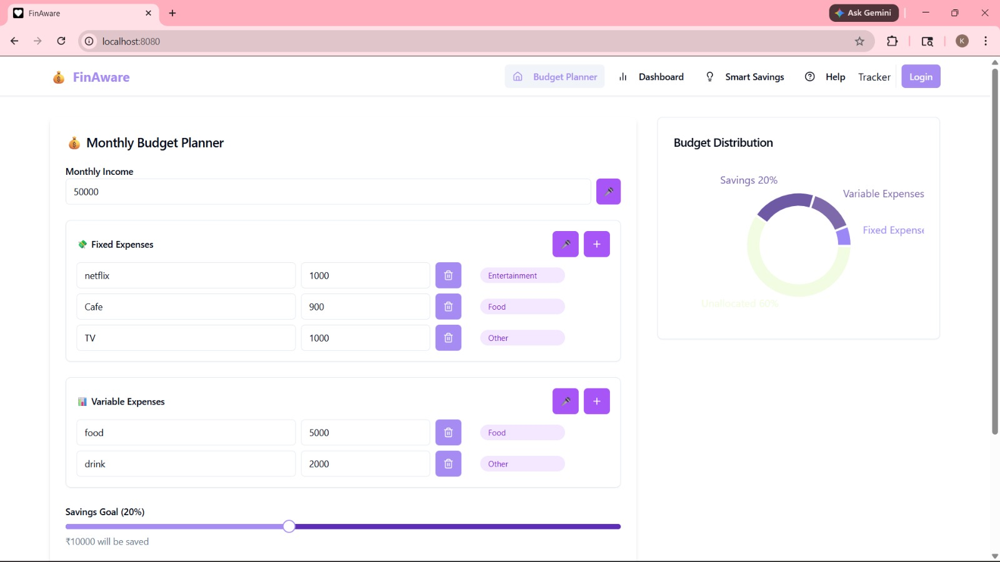 FinAware
Ask Gemini
localhost:8080
K
FinAware
Budget Planner
Dashboard
Smart Savings
Help
Tracker
Login
Monthly Budget Planner
Monthly Income
50000
Fixed Expenses
netflix 1000 Entertainment
Cafe 900 Food
TV 1000 Other
Variable Expenses
food 5000 Food
drink 2000 Other
Savings Goal (20%)
₹10000 will be saved
Budget Distribution
Savings 20%
Variable Expenses
Fixed Expense
Unallocated 60%